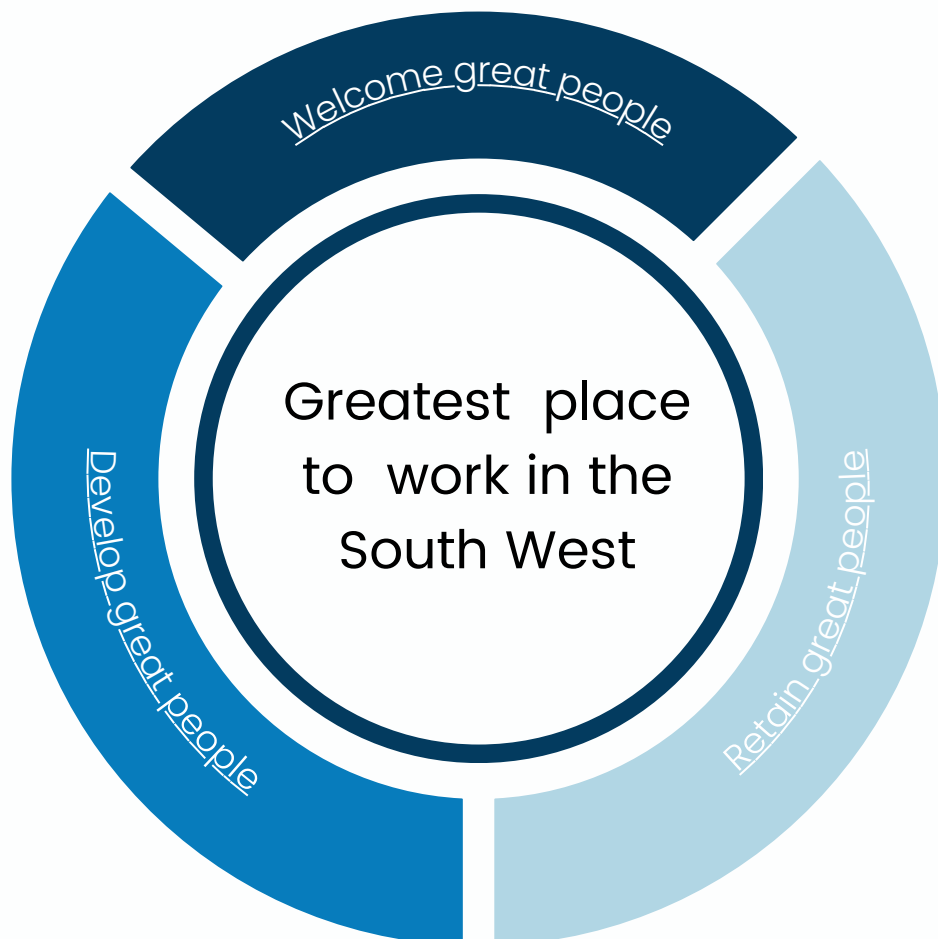 Welcome great people
Greatest  place
to  work in the
South West
Develop great people
Retain great people